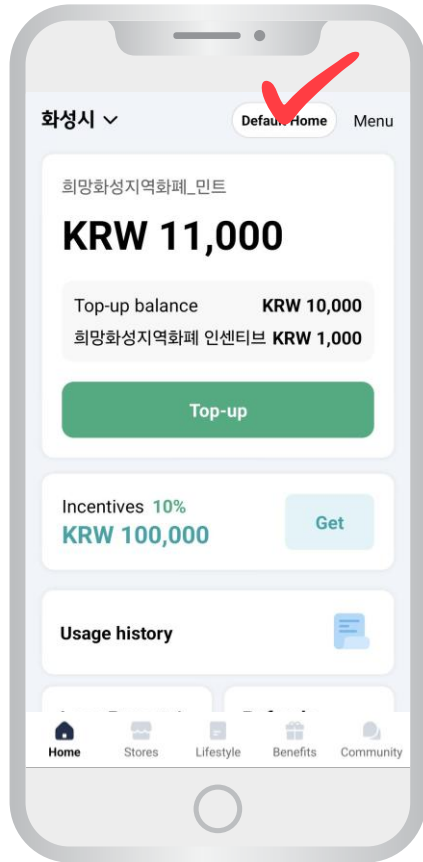 화성시
Default Home
Menu
희망화성지역화폐_민트
KRW 11,000
Top-up balance KRW 10,000
희망화성지역화폐 인센티브 KRW 1,000
Top-up
Incentives 10%
KRW 100,000
Get
Usage history
Home
Stores
Lifestyle
Benefits
Community